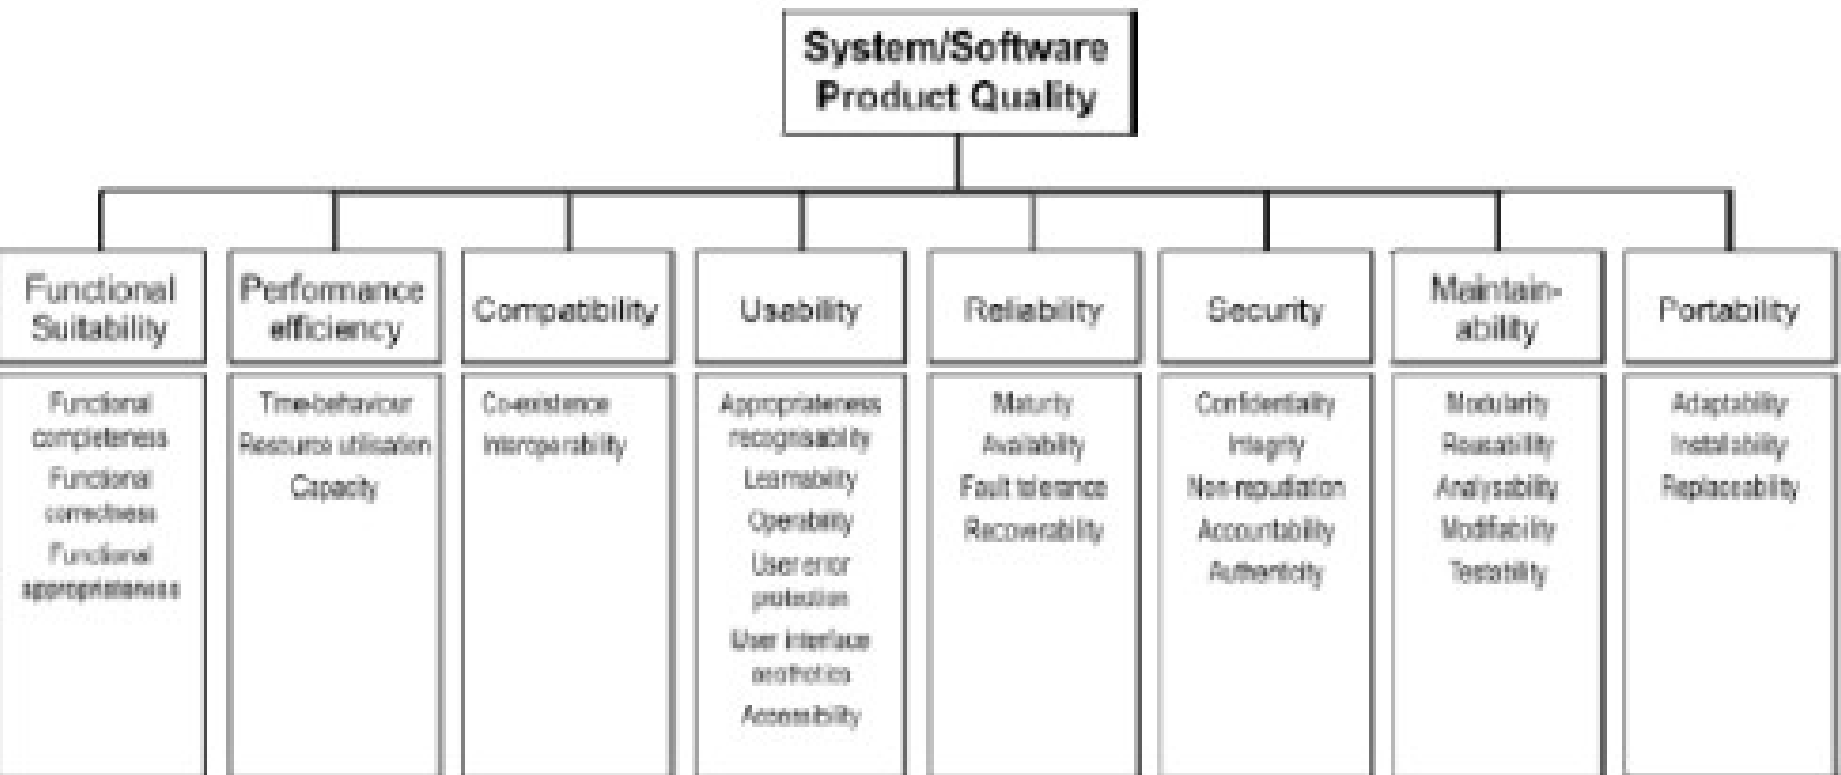 System/Software
Product Quality
Functional
Suitability
Performance
efficiency
Compatibility
Usability
Reliability
Security
Maintain-
ability
Portability
Functional
completeness
Functional
correctness
Functional
appropriateness
Time-behaviour
Resource utilisation
Capacity
Co-existence
Interoperability
Appropriateness
recognisability
Learnability
Operability
User error
protection
User interface
aesthetics
Accessibility
Maturity
Availability
Fault tolerance
Recoverability
Confidentiality
Integrity
Non-repudiation
Accountability
Authenticity
Modularity
Reusability
Analysability
Modifiability
Testability
Adaptability
Installability
Replaceability